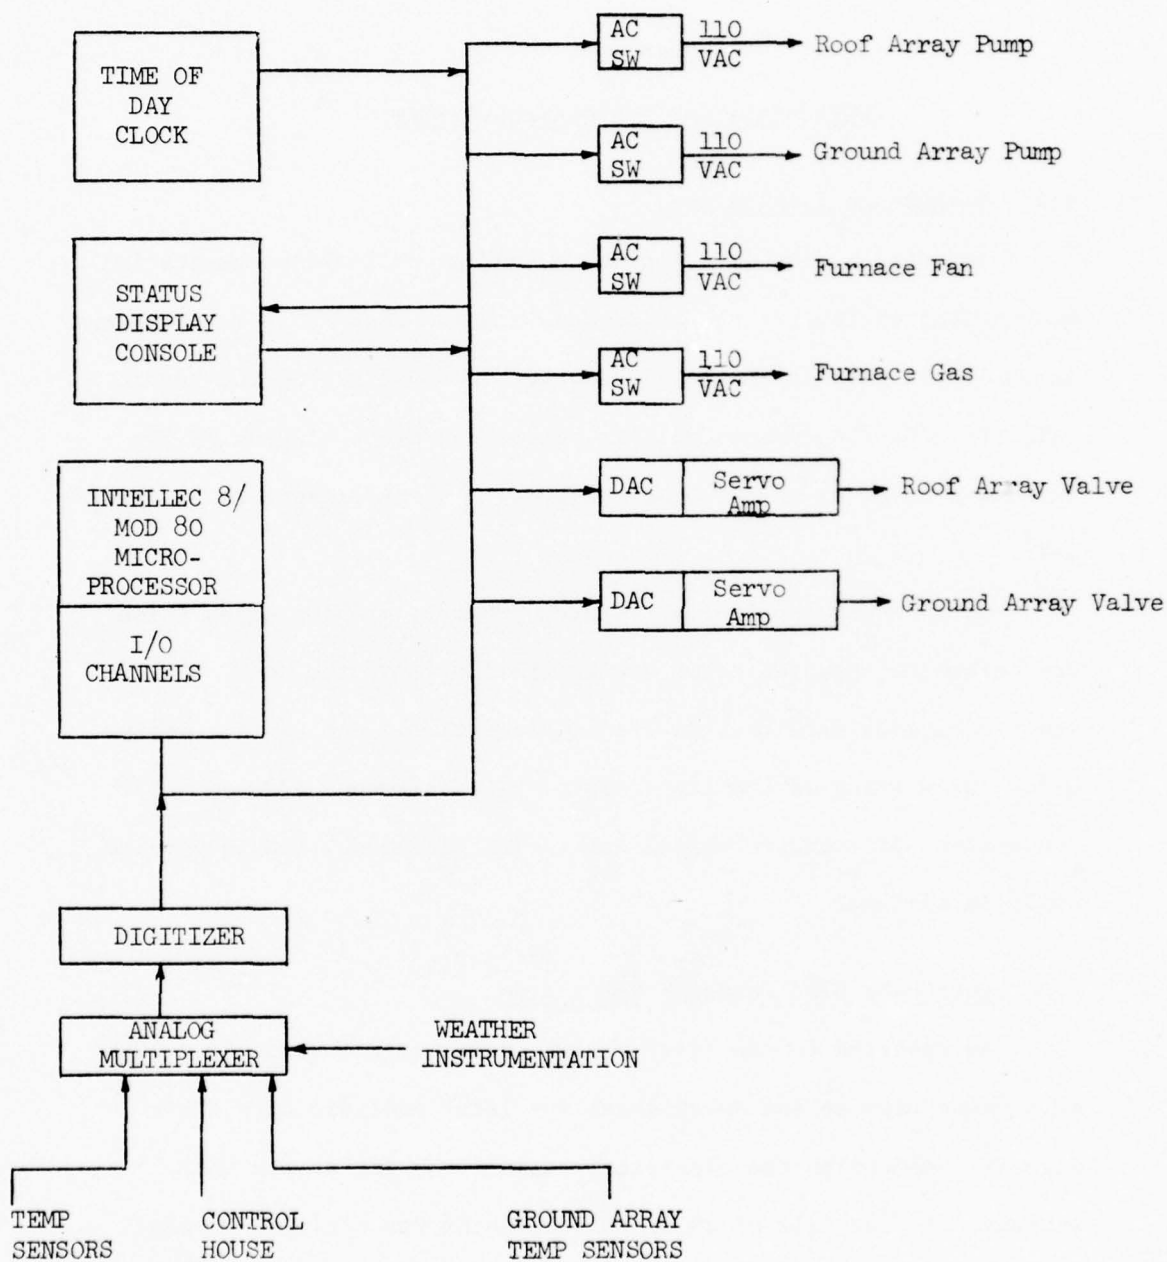 TIME OF
DAY
CLOCK
STATUS
DISPLAY
CONSOLE
INTELLEC 8/
MOD 80
MICRO-
PROCESSOR
I/O
CHANNELS
DIGITIZER
ANALOG
MULTIPLEXER
WEATHER
INSTRUMENTATION
TEMP
SENSORS
CONTROL
HOUSE
GROUND ARRAY
TEMP SENSORS
AC
SW
110
VAC
Roof Array Pump
AC
SW
110
VAC
Ground Array Pump
AC
SW
110
VAC
Furnace Fan
AC
SW
110
VAC
Furnace Gas
DAC
Servo
Amp
Roof Array Valve
DAC
Servo
Amp
Ground Array Valve